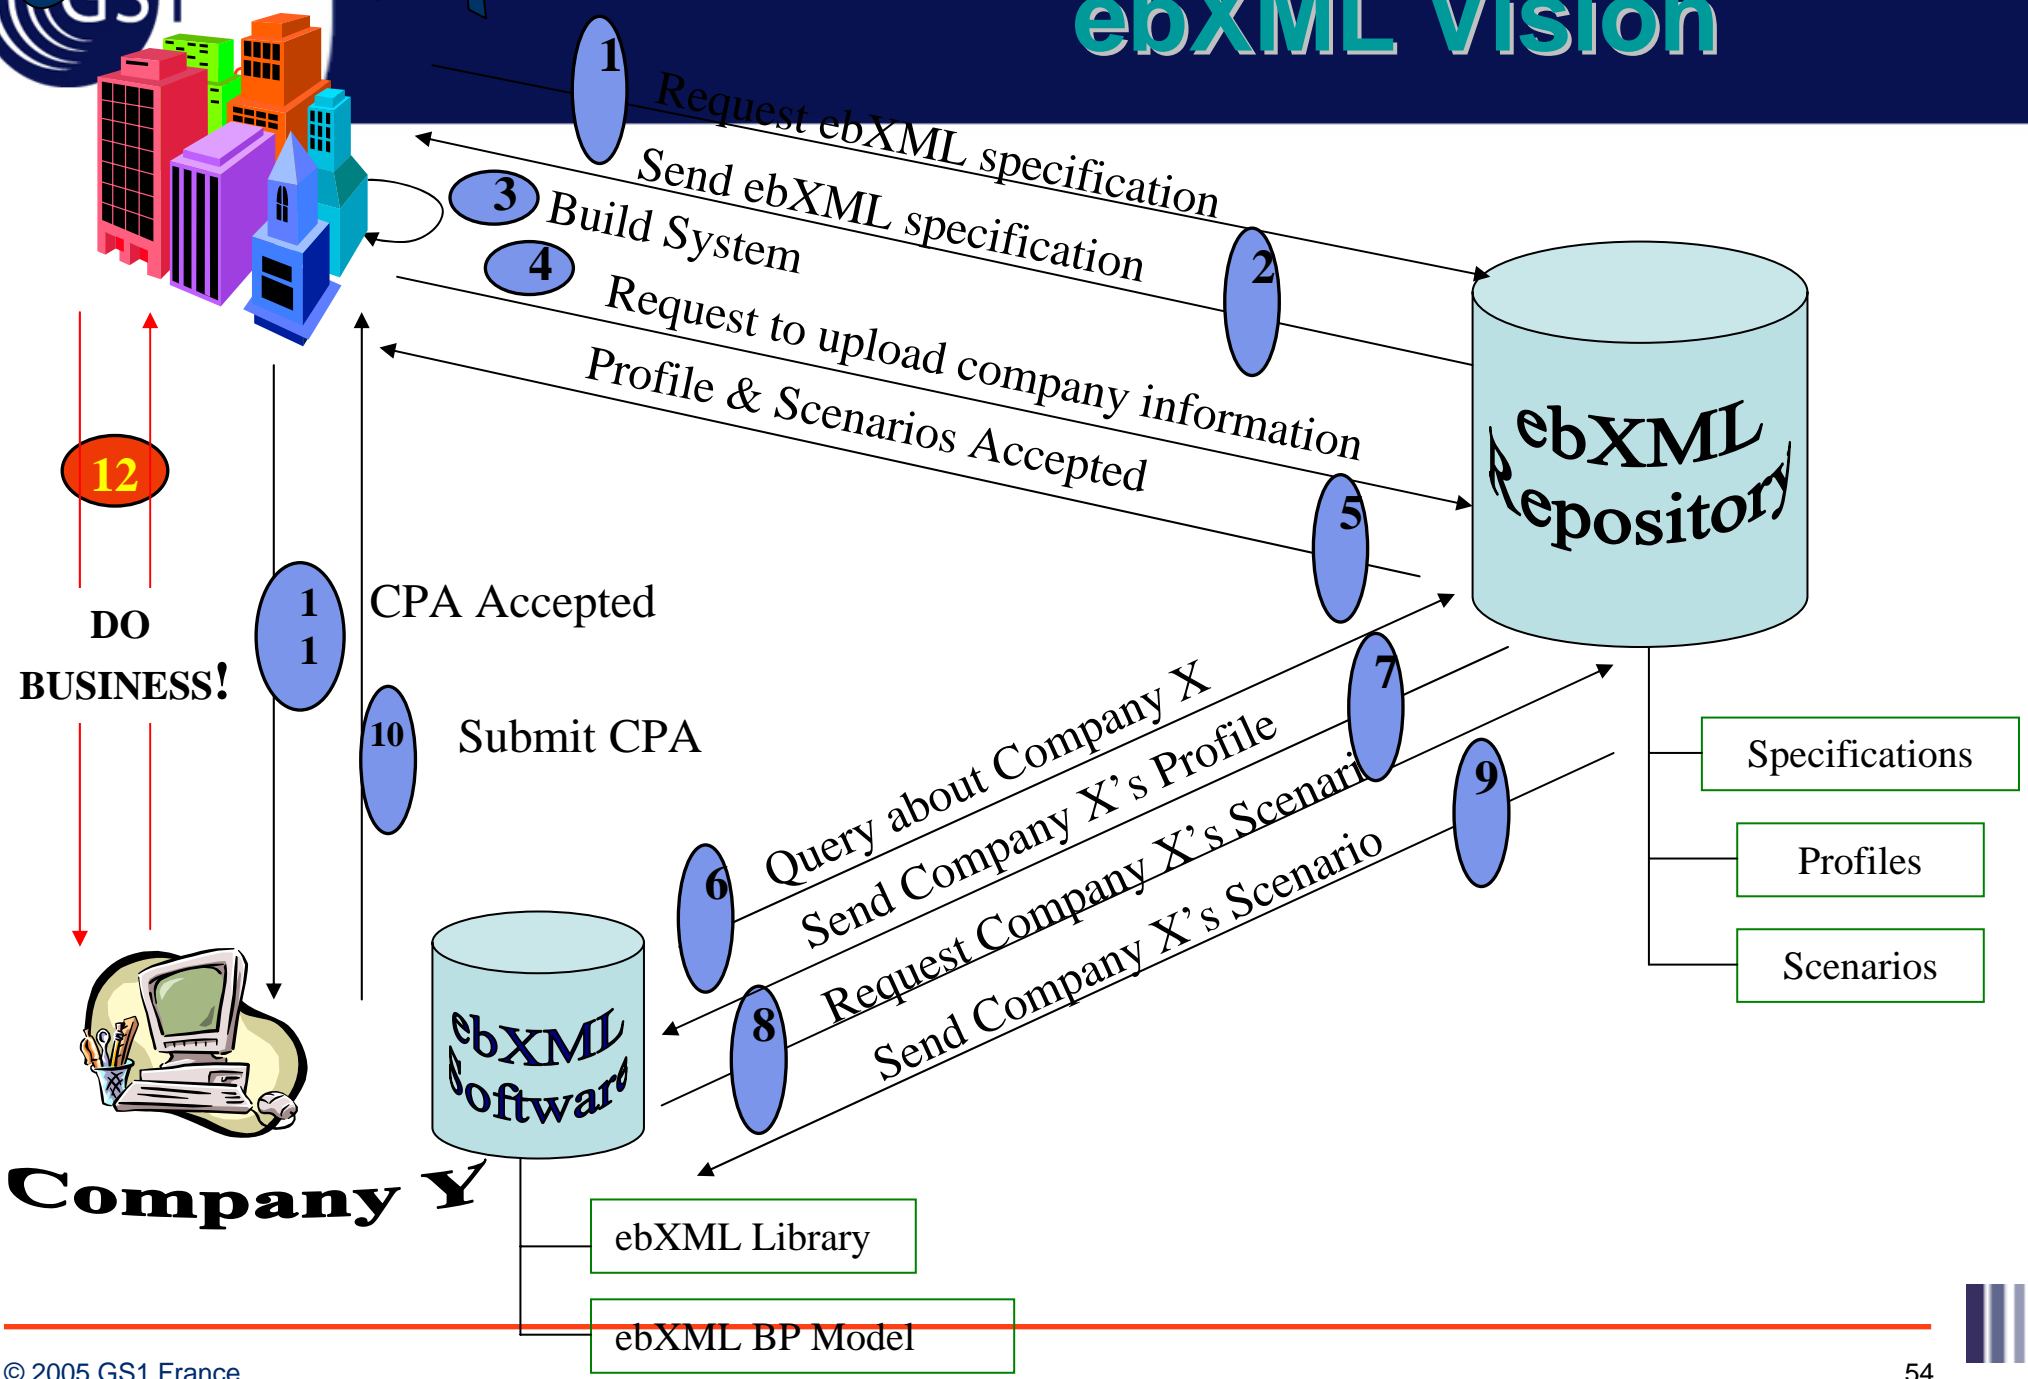 GS1
ebXML Vision
1
Request ebXML specification
Send ebXML specification
2
3
Build System
4
Request to upload company information
Profile & Scenarios Accepted
5
ebXML
Repository
12
DO
BUSINESS!
1
1
CPA Accepted
10
Submit CPA
6
Query about Company X
7
Send Company X’s Profile
Request Company X’s Scenari
8
9
Send Company X’s Scenario
Specifications
Profiles
Scenarios
ebXML
Software
Company Y
ebXML Library
ebXML BP Model
© 2005 GS1 France
54